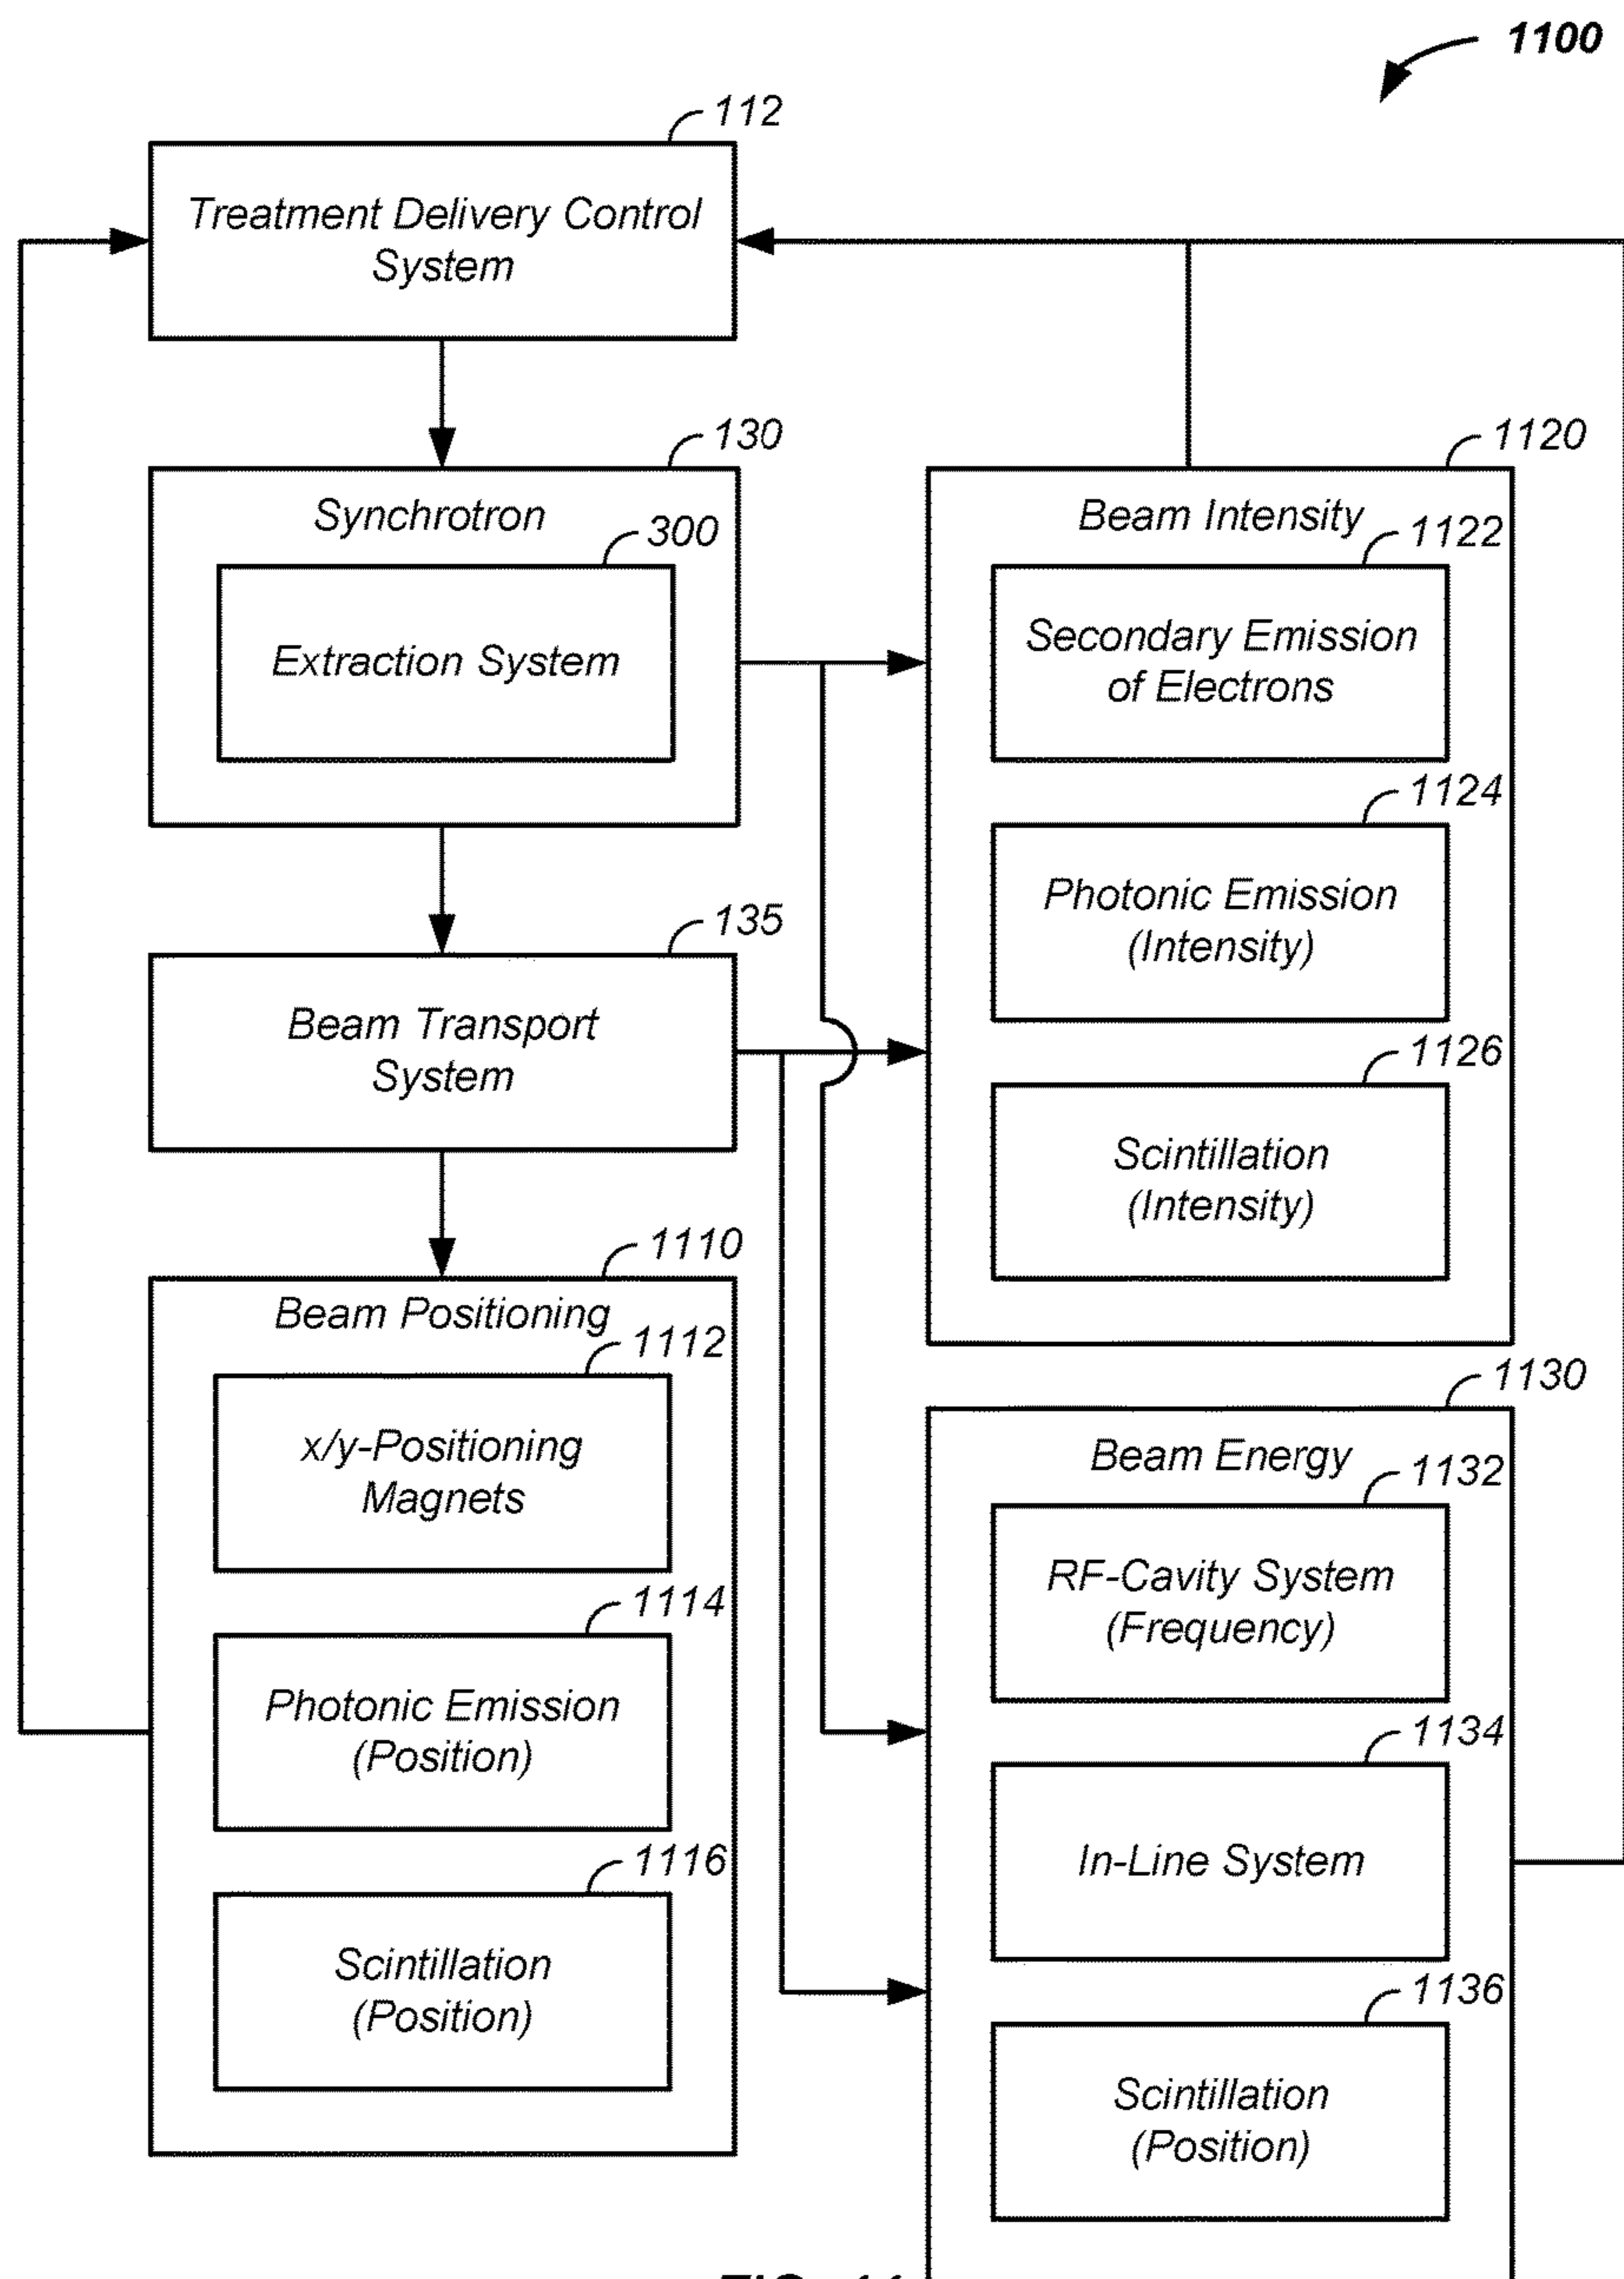 1100
112
Treatment Delivery Control
System
130
Synchrotron
300
Extraction System
135
Beam Transport
System
1110
Beam Positioning
1112
x/y-Positioning
Magnets
1114
Photonic Emission
(Position)
1116
Scintillation
(Position)
1120
Beam Intensity
1122
Secondary Emission
of Electrons
1124
Photonic Emission
(Intensity)
1126
Scintillation
(Intensity)
1130
Beam Energy
1132
RF-Cavity System
(Frequency)
1134
In-Line System
1136
Scintillation
(Position)